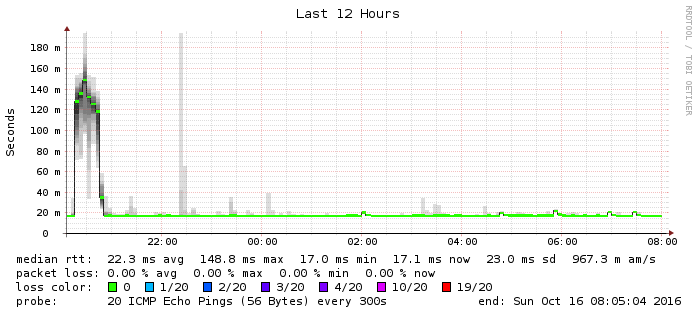 Last 12 Hours
RRDTOOL / TOBI OETIKER
Seconds
180 m
160 m
140 m
120 m
100 m
80 m
60 m
40 m
20 m
0
22:00 00:00 02:00 04:00 06:00 08:00
median rtt: 22.3 ms avg 148.8 ms max 17.0 ms min 17.1 ms now 23.0 ms sd 967.3 m am/s
packet loss: 0.00 % avg 0.00 % max 0.00 % min 0.00 % now
loss color: 0 1/20 2/20 3/20 4/20 10/20 19/20
probe: 20 ICMP Echo Pings (56 Bytes) every 300s end: Sun Oct 16 08:05:04 2016